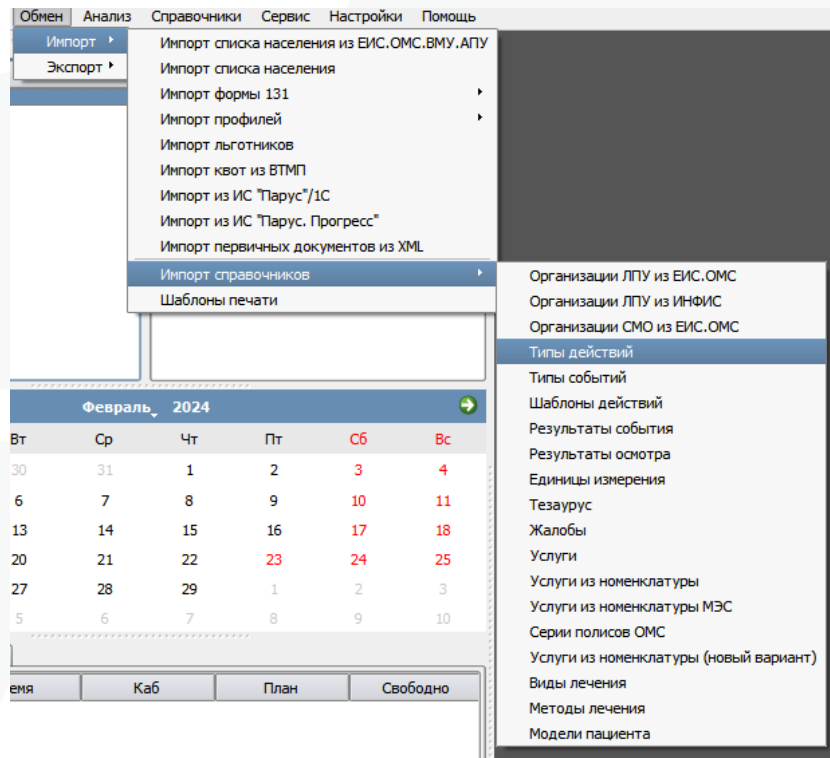 Обмен Анализ Справочники Сервис Настройки Помощь
Импорт
Экспорт
Импорт списка населения из ЕИС.ОМС.ВМУ.АПУ
Импорт списка населения
Импорт формы 131
Импорт профилей
Импорт льготников
Импорт квот из ВТМП
Импорт из ИС "Парус"/1С
Импорт из ИС "Парус. Прогресс"
Импорт первичных документов из XML
Импорт справочников
Шаблоны печати
Организации ЛПУ из ЕИС.ОМС
Организации ЛПУ из ИНФИС
Организации СМО из ЕИС.ОМС
Типы действий
Типы событий
Шаблоны действий
Результаты события
Результаты осмотра
Единицы измерения
Тезаурус
Жалобы
Услуги
Услуги из номенклатуры
Услуги из номенклатуры МЭС
Серии полисов ОМС
Услуги из номенклатуры (новый вариант)
Виды лечения
Методы лечения
Модели пациента
Февраль, 2024
Вт Ср Чт Пт Сб Вс
30 31 1 2 3 4
6 7 8 9 10 11
13 14 15 16 17 18
20 21 22 23 24 25
27 28 29 1 2 3
5 6 7 8 9 10
емя Каб План Свободно